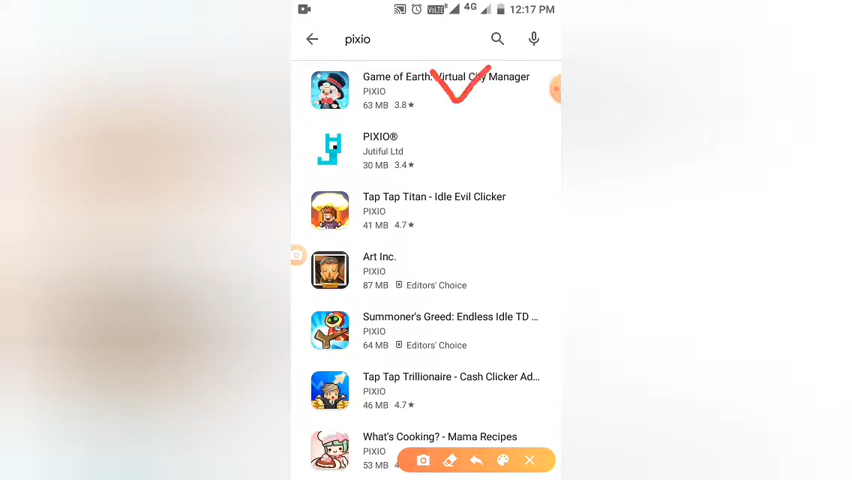 4G 12:17 PM
pixio
Game of Earth: Virtual City Manager
PIXIO
63 MB 3.8★
PIXIO®
Jutiful Ltd
30 MB 3.4★
Tap Tap Titan - Idle Evil Clicker
PIXIO
41 MB 4.7★
Art Inc.
PIXIO
87 MB Editors' Choice
Summoner's Greed: Endless Idle TD …
PIXIO
64 MB Editors' Choice
Tap Tap Trillionaire - Cash Clicker Ad…
PIXIO
46 MB 4.7★
What's Cooking? - Mama Recipes
PIXIO
53 MB